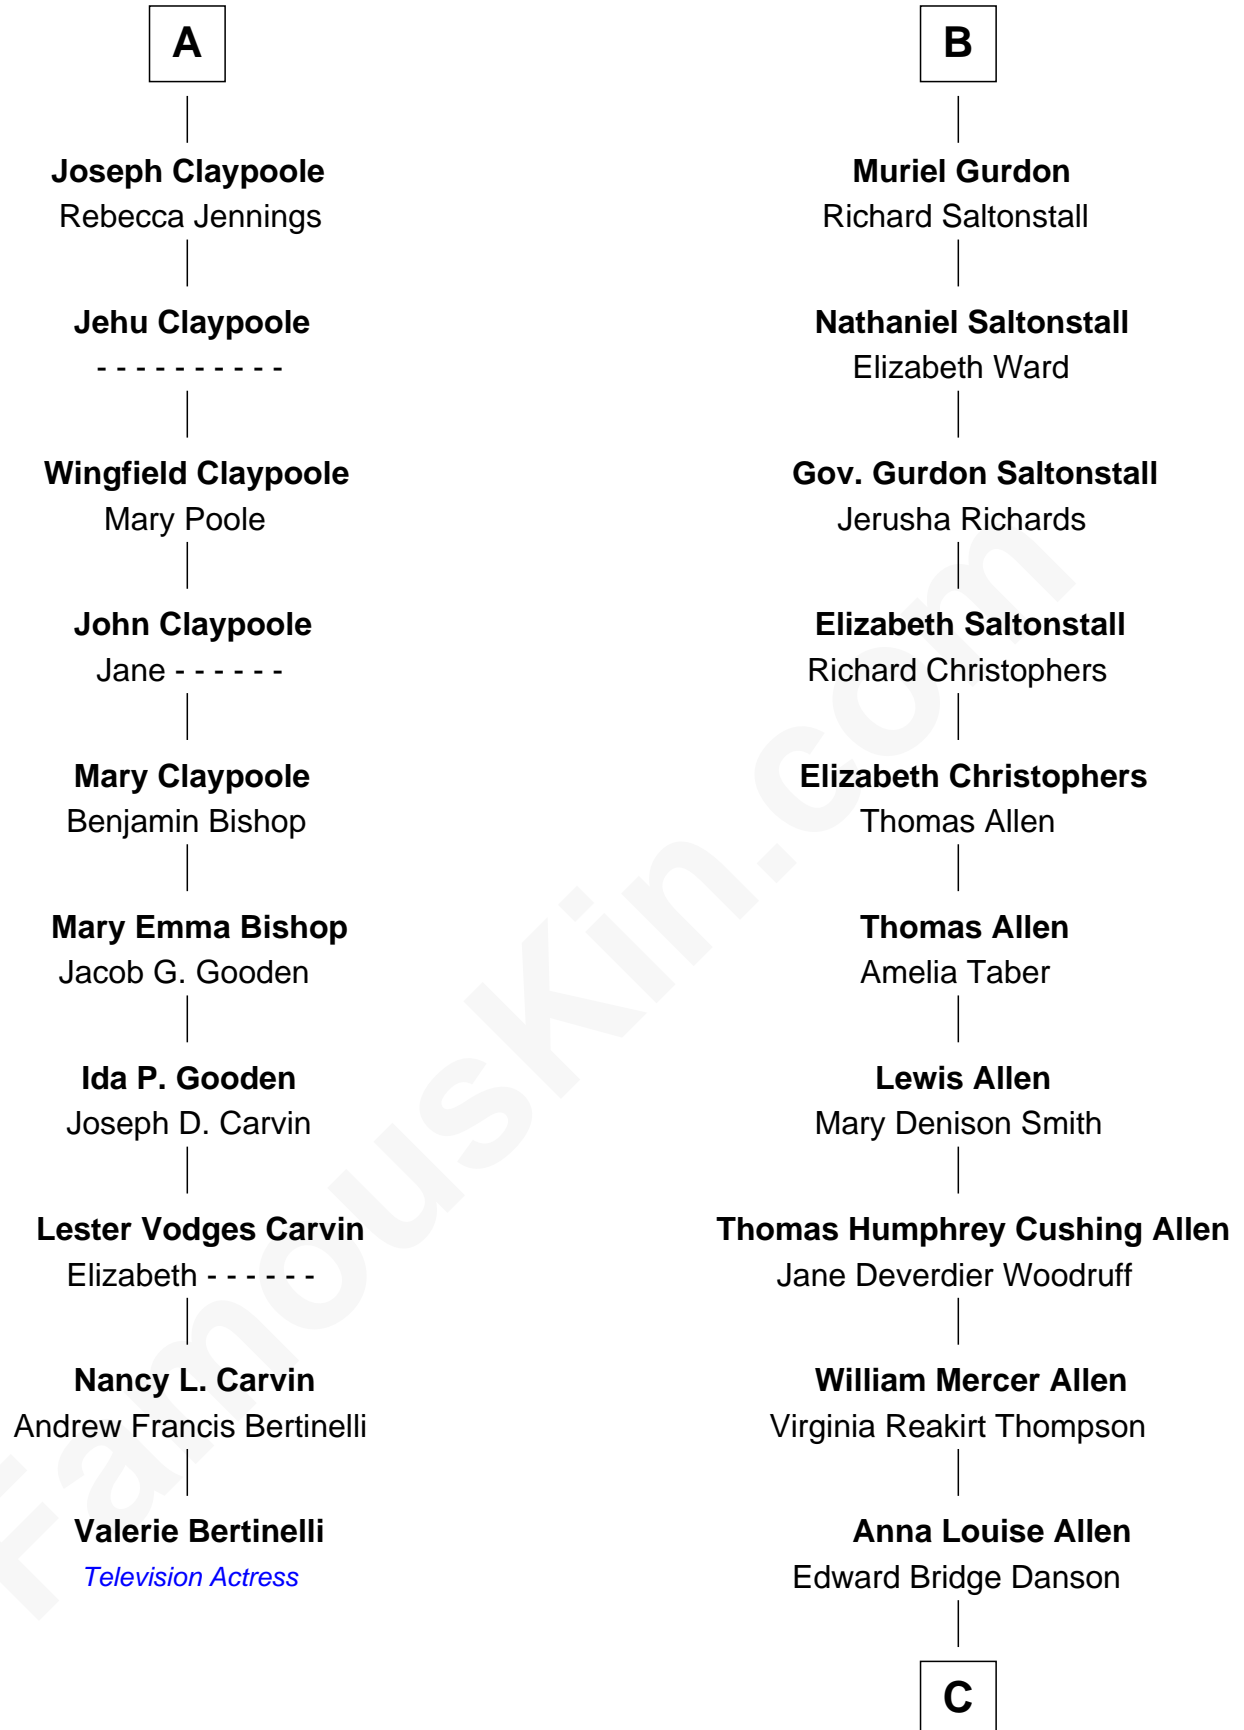 A
Joseph Claypoole
Rebecca Jennings
Jehu Claypoole
- - - - - - - - - -
Wingfield Claypoole
Mary Poole
John Claypoole
Jane - - - - - -
Mary Claypoole
Benjamin Bishop
Mary Emma Bishop
Jacob G. Gooden
Ida P. Gooden
Joseph D. Carvin
Lester Vodges Carvin
Elizabeth - - - - - -
Nancy L. Carvin
Andrew Francis Bertinelli
Valerie Bertinelli
Television Actress
B
Muriel Gurdon
Richard Saltonstall
Nathaniel Saltonstall
Elizabeth Ward
Gov. Gurdon Saltonstall
Jerusha Richards
Elizabeth Saltonstall
Richard Christophers
Elizabeth Christophers
Thomas Allen
Thomas Allen
Amelia Taber
Lewis Allen
Mary Denison Smith
Thomas Humphrey Cushing Allen
Jane Deverdier Woodruff
William Mercer Allen
Virginia Reakirt Thompson
Anna Louise Allen
Edward Bridge Danson
C
FamousKin.com